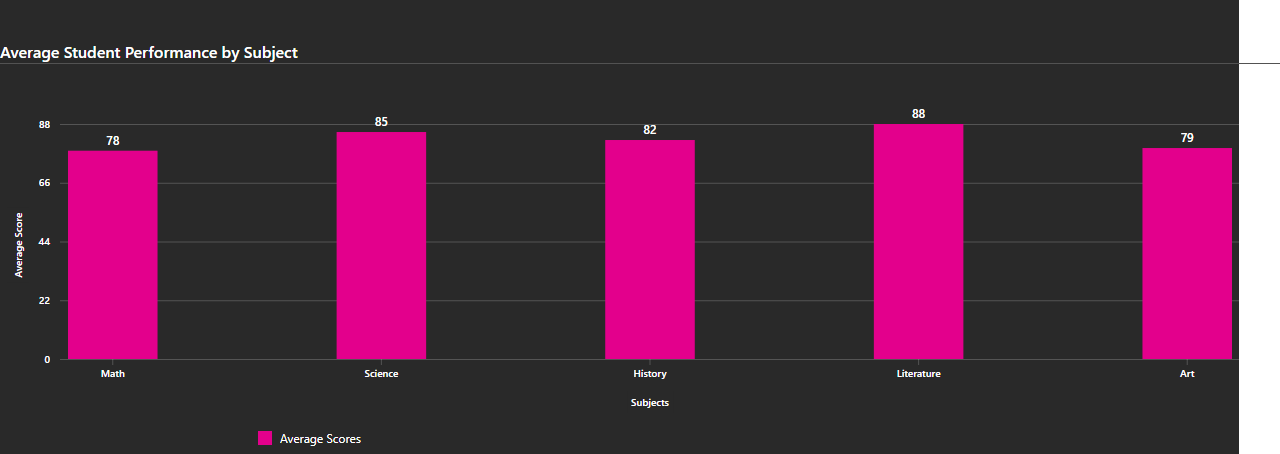 Average Student Performance by Subject
88
66
44
22
0
Average Score
78
85
82
88
79
Math
Science
History
Literature
Art
Subjects
Average Scores